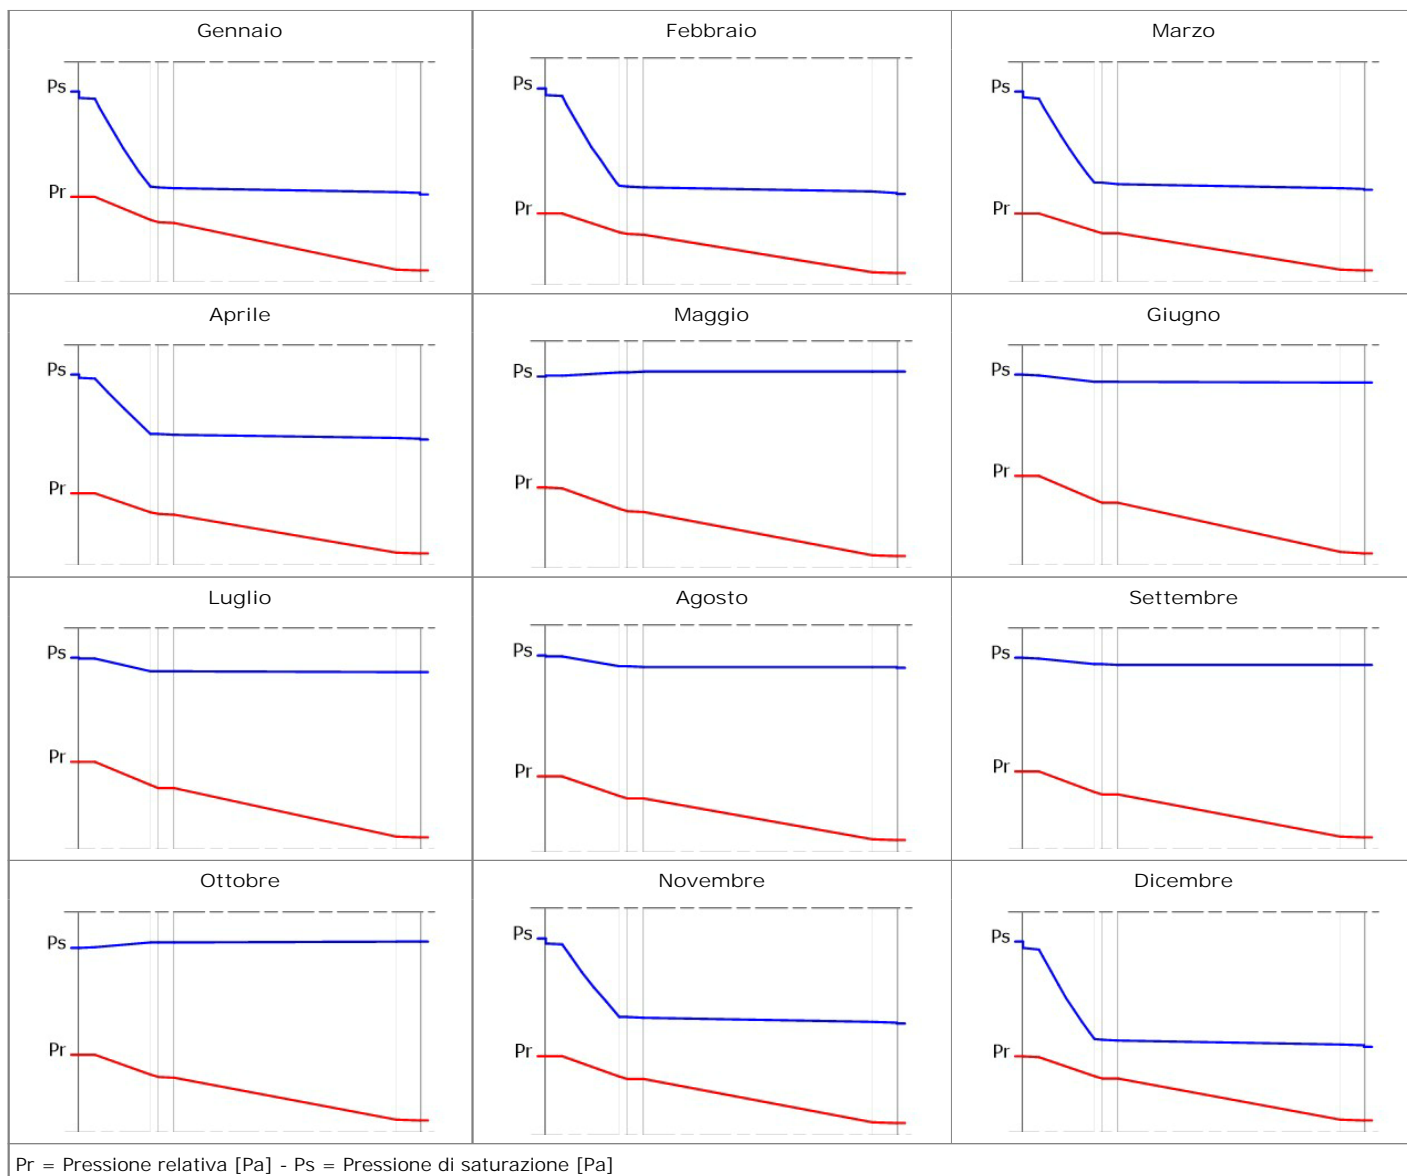 Gennaio Febbraio Marzo
Ps Ps Ps
Pr Pr Pr
Aprile Maggio Giugno
Ps Ps Ps
Pr Pr Pr
Luglio Agosto Settembre
Ps Ps Ps
Pr Pr Pr
Ottobre Novembre Dicembre
Ps Ps Ps
Pr Pr Pr
Pr = Pressione relativa [Pa] - Ps = Pressione di saturazione [Pa]